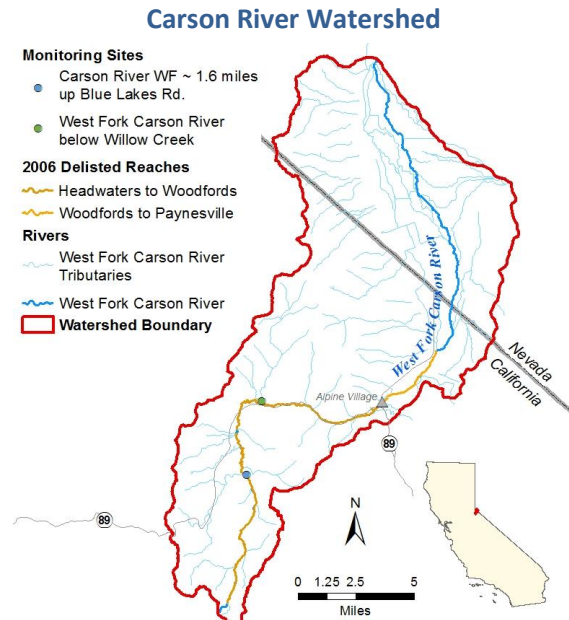 Carson River Watershed
Monitoring Sites
Carson River WF ~ 1.6 miles
up Blue Lakes Rd.
West Fork Carson River
below Willow Creek
2006 Delisted Reaches
Headwaters to Woodfords
Woodfords to Paynesville
Rivers
West Fork Carson River
Tributaries
West Fork Carson River
Watershed Boundary
West Fork Carson River
Nevada
California
Alpine Village
89
89
N
0 1.25 2.5 5
Miles